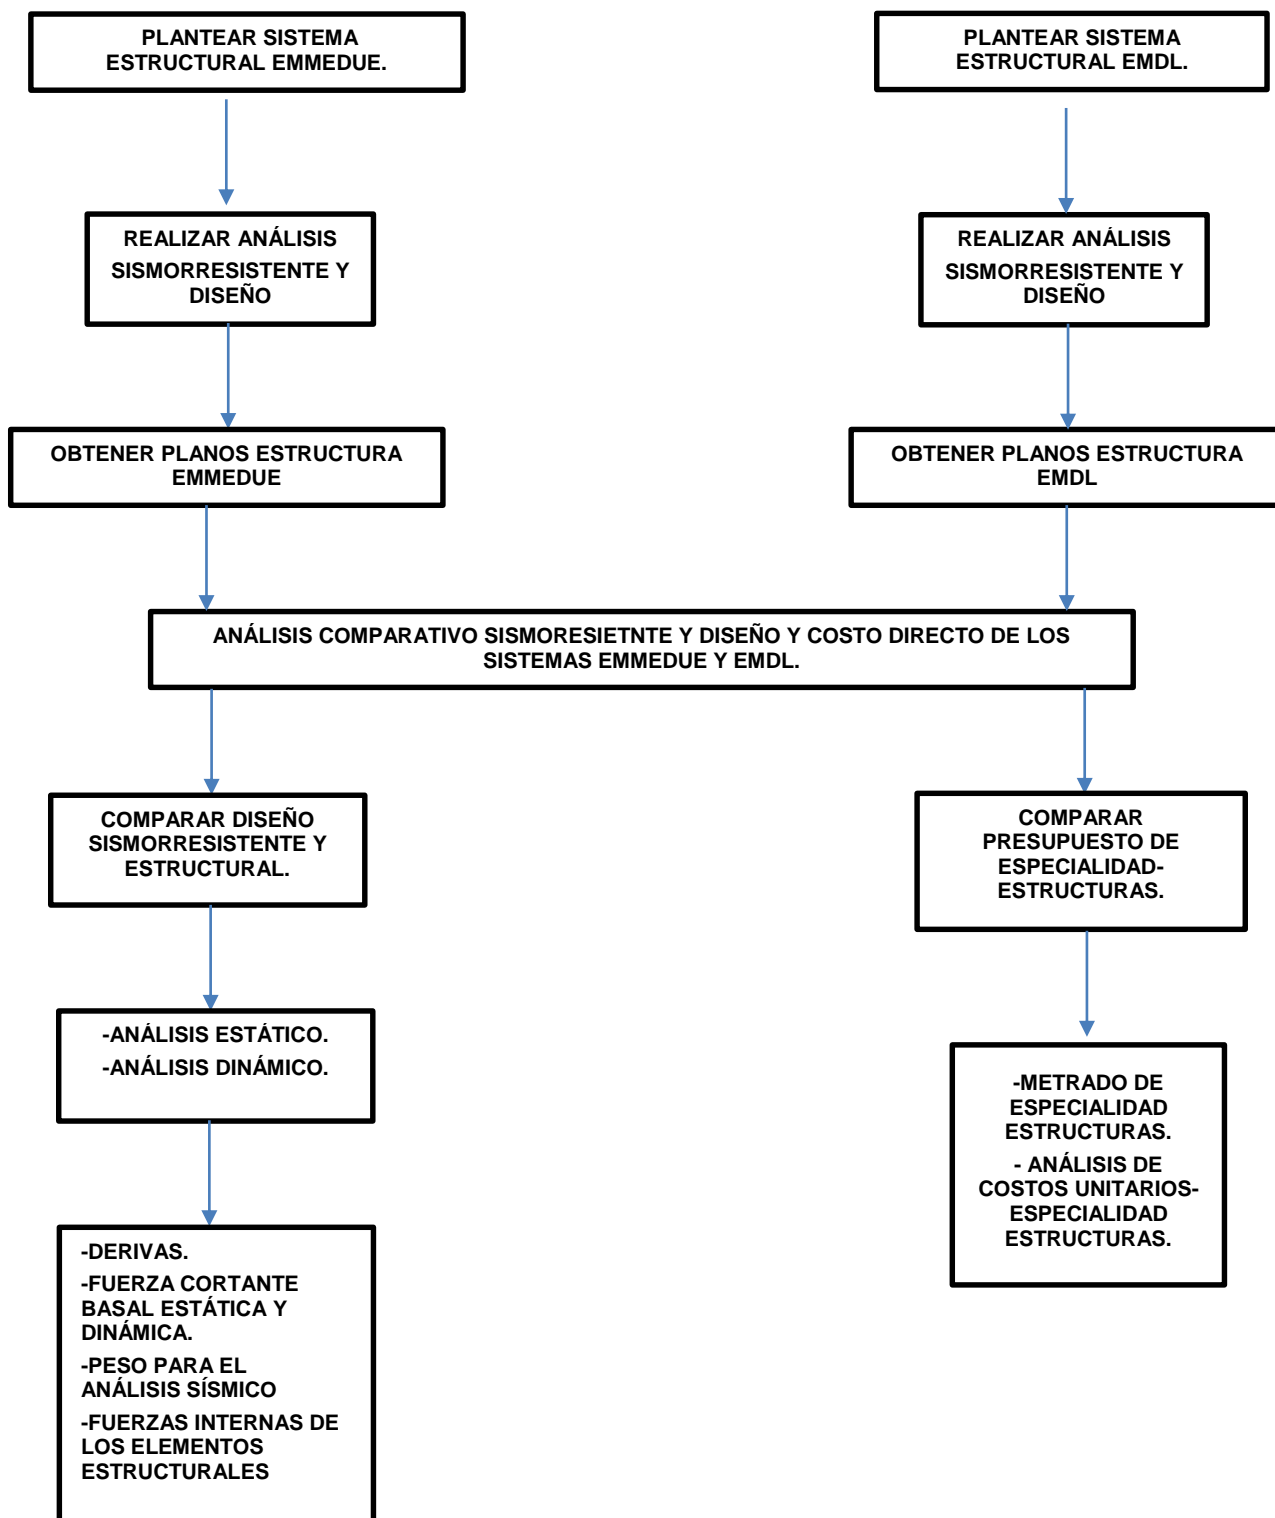 PLANTEAR SISTEMA
ESTRUCTURAL EMMEDUE.
PLANTEAR SISTEMA
ESTRUCTURAL EMDL.
REALIZAR ANÁLISIS
SISMORRESISTENTE Y
DISEÑO
REALIZAR ANÁLISIS
SISMORRESISTENTE Y
DISEÑO
OBTENER PLANOS ESTRUCTURA
EMMEDUE
OBTENER PLANOS ESTRUCTURA
EMDL
ANÁLISIS COMPARATIVO SISMORESIETNTE Y DISEÑO Y COSTO DIRECTO DE LOS
SISTEMAS EMMEDUE Y EMDL.
COMPARAR DISEÑO
SISMORRESISTENTE Y
ESTRUCTURAL.
COMPARAR
PRESUPUESTO DE
ESPECIALIDAD-
ESTRUCTURAS.
-ANÁLISIS ESTÁTICO.
-ANÁLISIS DINÁMICO.
-METRADO DE
ESPECIALIDAD
ESTRUCTURAS.
- ANÁLISIS DE
COSTOS UNITARIOS-
ESPECIALIDAD
ESTRUCTURAS.
-DERIVAS.
-FUERZA CORTANTE
BASAL ESTÁTICA Y
DINÁMICA.
-PESO PARA EL
ANÁLISIS SÍSMICO
-FUERZAS INTERNAS DE
LOS ELEMENTOS
ESTRUCTURALES